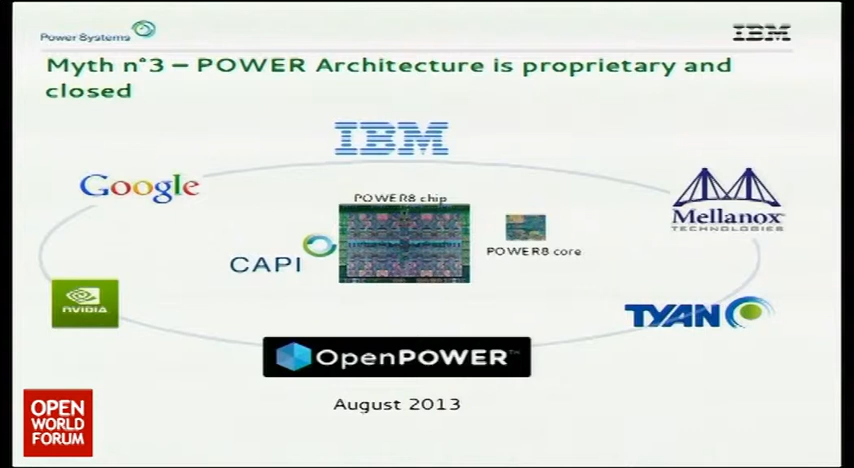 Power Systems
IBM
Myth n°3 – POWER Architecture is proprietary and
closed
IBM
Google
POWER8 chip
Mellanox
TECHNOLOGIES
CAPI
POWER8 core
NVIDIA
TYAN
OpenPOWER™
August 2013
OPEN
WORLD
FORUM